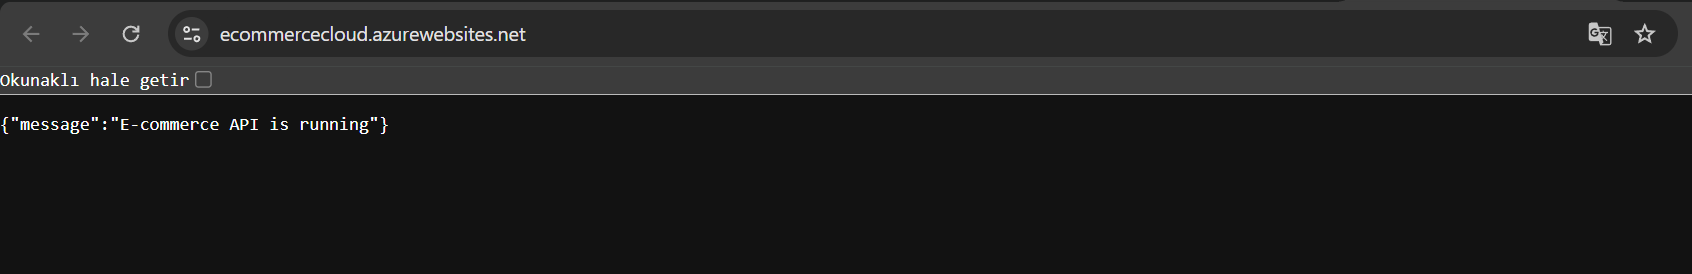 ecommercecloud.azurewebsites.net
Okunaklı hale getir
{"message":"E-commerce API is running"}